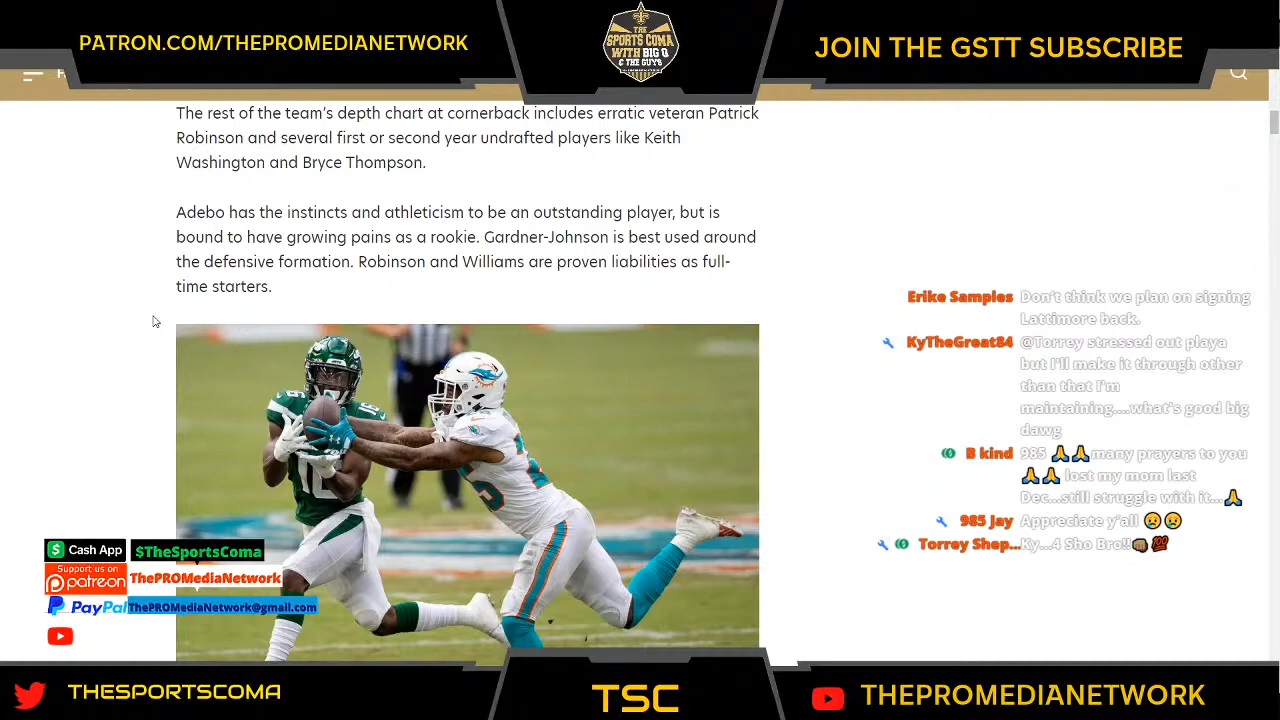 PATRON.COM/THEPROMEDIANETWORK
THE
SPORTS COMA
WITH BIG Q
& THE GUYS
JOIN THE GSTT SUBSCRIBE
The rest of the team's depth chart at cornerback includes erratic veteran Patrick
Robinson and several first or second year undrafted players like Keith
Washington and Bryce Thompson.
Adebo has the instincts and athleticism to be an outstanding player, but is
bound to have growing pains as a rookie. Gardner-Johnson is best used around
the defensive formation. Robinson and Williams are proven liabilities as full-
time starters.
Erike Samples Don't think we plan on signing
Lattimore back.
KyTheGreat84 @Torrey stressed out playa
but I'll make it through other
than that I'm
maintaining....what's good big
dawg
B kind 985 🙏🙏many prayers to you
🙏🙏 lost my mom last
Dec...still struggle with it...🙏
985 Jay Appreciate y'all 😥😥
Torrey Shep... Ky...4 Sho Bro!!👊🏾💯
Cash App $TheSportsComa
Support us on
patreon ThePROMediaNetwork
PayPal ThePROMediaNetwork@gmail.com
THESPORTSCOMA
TSC
THEPROMEDIANETWORK